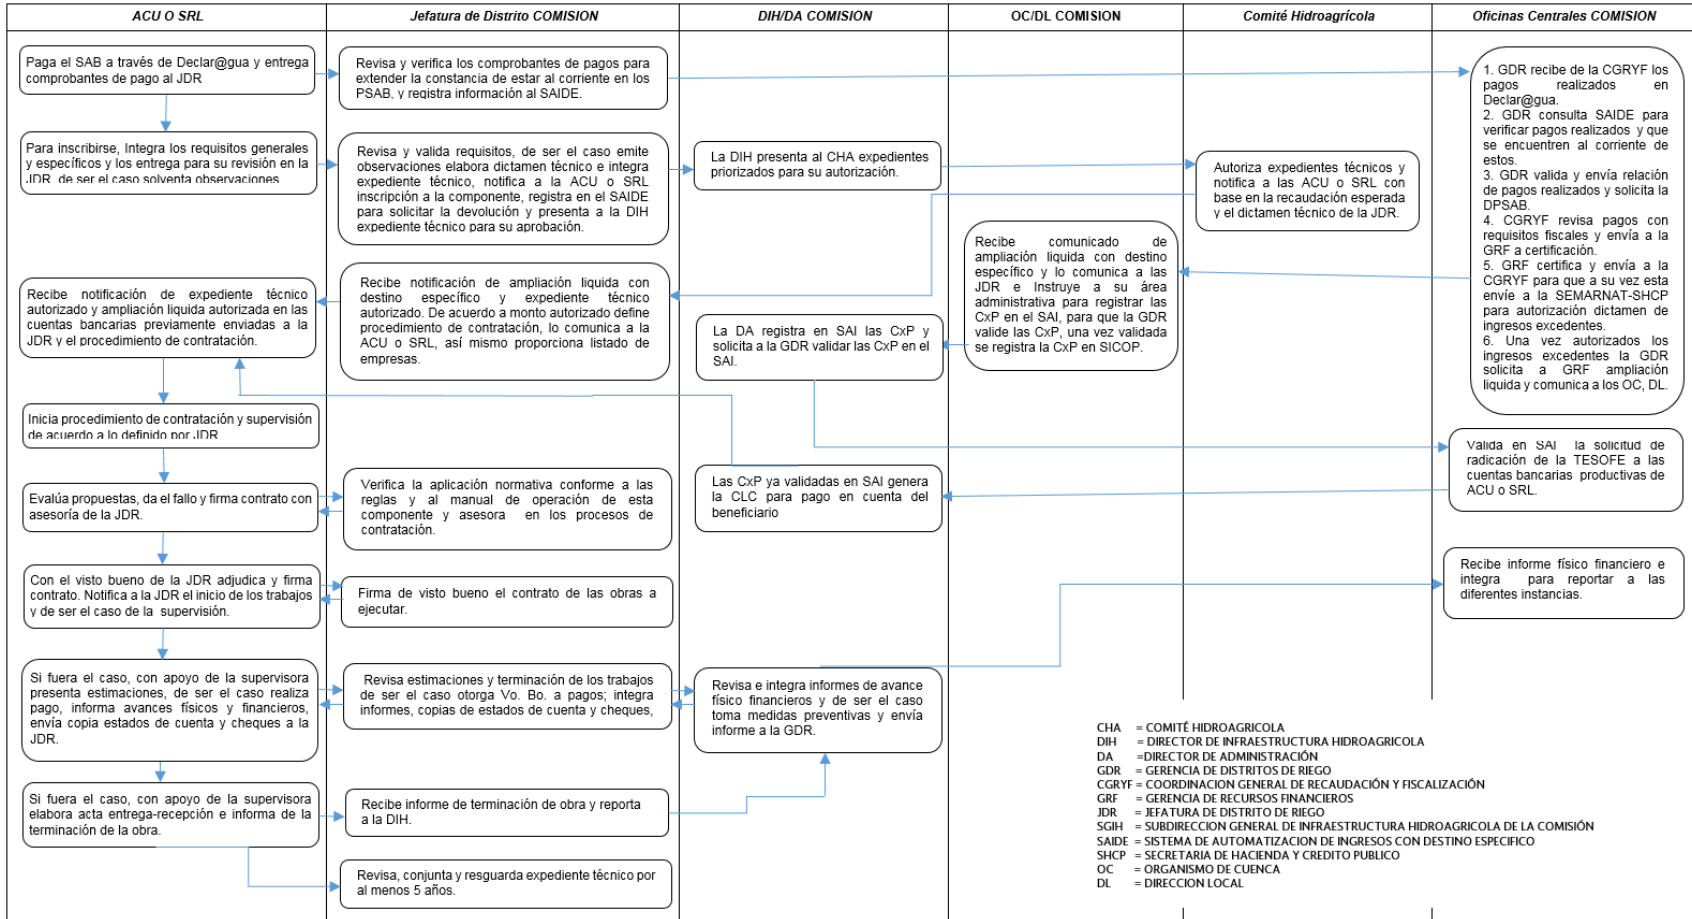 ACU O SRL
Jefatura de Distrito COMISION
DIH/DA COMISION
OC/DL COMISION
Comité Hidroagrícola
Oficinas Centrales COMISION
Paga el SAB a través de Declar@gua y entrega
comprobantes de pago al JDR
Revisa y verifica los comprobantes de pagos para
extender la constancia de estar al corriente en los
PSAB, y registra información al SAIDE.
1. GDR recibe de la CGRYF los
pagos realizados en
Declar@gua.
2. GDR consulta SAIDE para
verificar pagos realizados y que
se encuentren al corriente de
estos.
3. GDR valida y envía relación
de pagos realizados y solicita la
DPSAB.
4. CGRYF revisa pagos con
requisitos fiscales y envía a la
GRF a certificación.
5. GRF certifica y envía a la
CGRYF para que a su vez esta
envíe a la SEMARNAT-SHCP
para autorización dictamen de
ingresos excedentes.
6. Una vez autorizados los
ingresos excedentes la GDR
solicita a GRF ampliación
liquida y comunica a los OC, DL.
Para inscribirse, Integra los requisitos generales
y específicos y los entrega para su revisión en la
JDR, de ser el caso solventa observaciones
Revisa y valida requisitos, de ser el caso emite
observaciones elabora dictamen técnico e integra
expediente técnico, notifica a la ACU o SRL
inscripción a la componente, registra en el SAIDE
para solicitar la devolución y presenta a la DIH
expediente técnico para su aprobación.
La DIH presenta al CHA expedientes
priorizados para su autorización.
Autoriza expedientes técnicos y
notifica a las ACU o SRL con
base en la recaudación esperada
y el dictamen técnico de la JDR.
Recibe comunicado de
ampliación liquida con destino
específico y lo comunica a las
JDR e Instruye a su área
administrativa para registrar las
CxP en el SAI, para que la GDR
valide las CxP, una vez validada
se registra la CxP en SICOP.
Recibe notificación de expediente técnico
autorizado y ampliación liquida autorizada en las
cuentas bancarias previamente enviadas a la
JDR y el procedimiento de contratación.
Recibe notificación de ampliación liquida con
destino específico y expediente técnico
autorizado. De acuerdo a monto autorizado define
procedimiento de contratación, lo comunica a la
ACU o SRL, así mismo proporciona listado de
empresas.
La DA registra en SAI las CxP y
solicita a la GDR validar las CxP en el
SAI.
Inicia procedimiento de contratación y supervisión
de acuerdo a lo definido por JDR
Valida en SAI la solicitud de
radicación de la TESOFE a las
cuentas bancarias productivas de
ACU o SRL.
Evalúa propuestas, da el fallo y firma contrato con
asesoría de la JDR.
Verifica la aplicación normativa conforme a las
reglas y al manual de operación de esta
componente y asesora en los procesos de
contratación.
Las CxP ya validadas en SAI genera
la CLC para pago en cuenta del
beneficiario
Con el visto bueno de la JDR adjudica y firma
contrato. Notifica a la JDR el inicio de los trabajos
y de ser el caso de la supervisión.
Firma de visto bueno el contrato de las obras a
ejecutar.
Recibe informe físico financiero e
integra para reportar a las
diferentes instancias.
Si fuera el caso, con apoyo de la supervisora
presenta estimaciones, de ser el caso realiza
pago, informa avances físicos y financieros,
envía copia estados de cuenta y cheques a la
JDR.
Revisa estimaciones y terminación de los trabajos
de ser el caso otorga Vo. Bo. a pagos; integra
informes, copias de estados de cuenta y cheques,
Revisa e integra informes de avance
físico financieros y de ser el caso
toma medidas preventivas y envía
informe a la GDR.
Si fuera el caso, con apoyo de la supervisora
elabora acta entrega-recepción e informa de la
terminación de la obra.
Recibe informe de terminación de obra y reporta
a la DIH.
Revisa, conjunta y resguarda expediente técnico por
al menos 5 años.
CHA = COMITÉ HIDROAGRICOLA
DIH = DIRECTOR DE INFRAESTRUCTURA HIDROAGRICOLA
DA =DIRECTOR DE ADMINISTRACIÓN
GDR = GERENCIA DE DISTRITOS DE RIEGO
CGRYF = COORDINACION GENERAL DE RECAUDACIÓN Y FISCALIZACIÓN
GRF = GERENCIA DE RECURSOS FINANCIEROS
JDR = JEFATURA DE DISTRITO DE RIEGO
SGIH = SUBDIRECCION GENERAL DE INFRAESTRUCTURA HIDROAGRICOLA DE LA COMISIÓN
SAIDE = SISTEMA DE AUTOMATIZACION DE INGRESOS CON DESTINO ESPECIFICO
SHCP = SECRETARIA DE HACIENDA Y CREDITO PUBLICO
OC = ORGANISMO DE CUENCA
DL = DIRECCION LOCAL